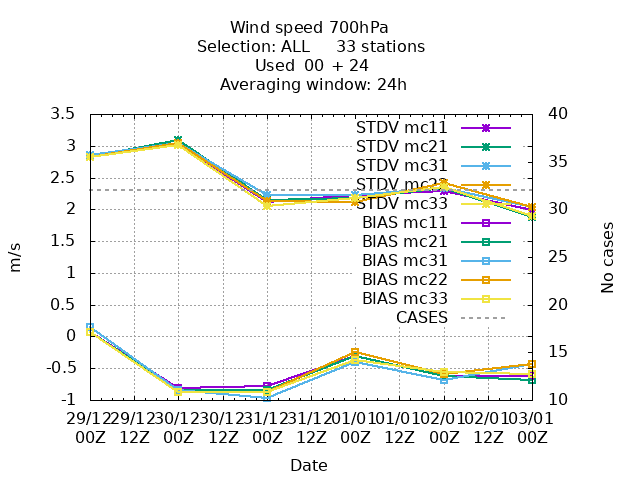 Wind speed 700hPa
Selection: ALL 33 stations
Used 00 + 24
Averaging window: 24h
3.5
3
2.5
2
1.5
1
0.5
0
-0.5
-1
m/s
40
35
30
25
20
15
10
No cases
STDV mc11
STDV mc21
STDV mc31
STDV mc22
STDV mc33
BIAS mc11
BIAS mc21
BIAS mc31
BIAS mc22
BIAS mc33
CASES
29/12 29/12 30/12 30/12 31/12 31/12 01/01 01/01 02/01 02/01 03/01
00Z 12Z 00Z 12Z 00Z 12Z 00Z 12Z 00Z 12Z 00Z
Date